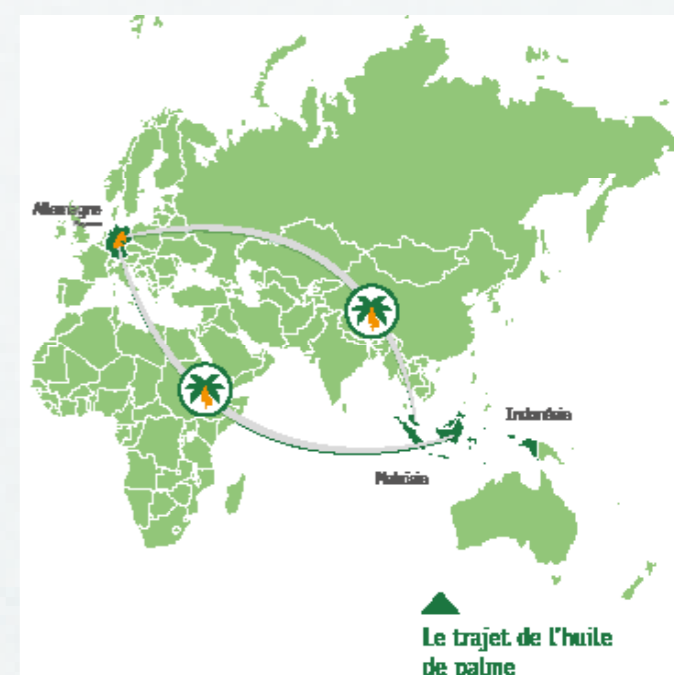 Allemagne
Indonésie
Malaisie
Le trajet de l'huile
de palme